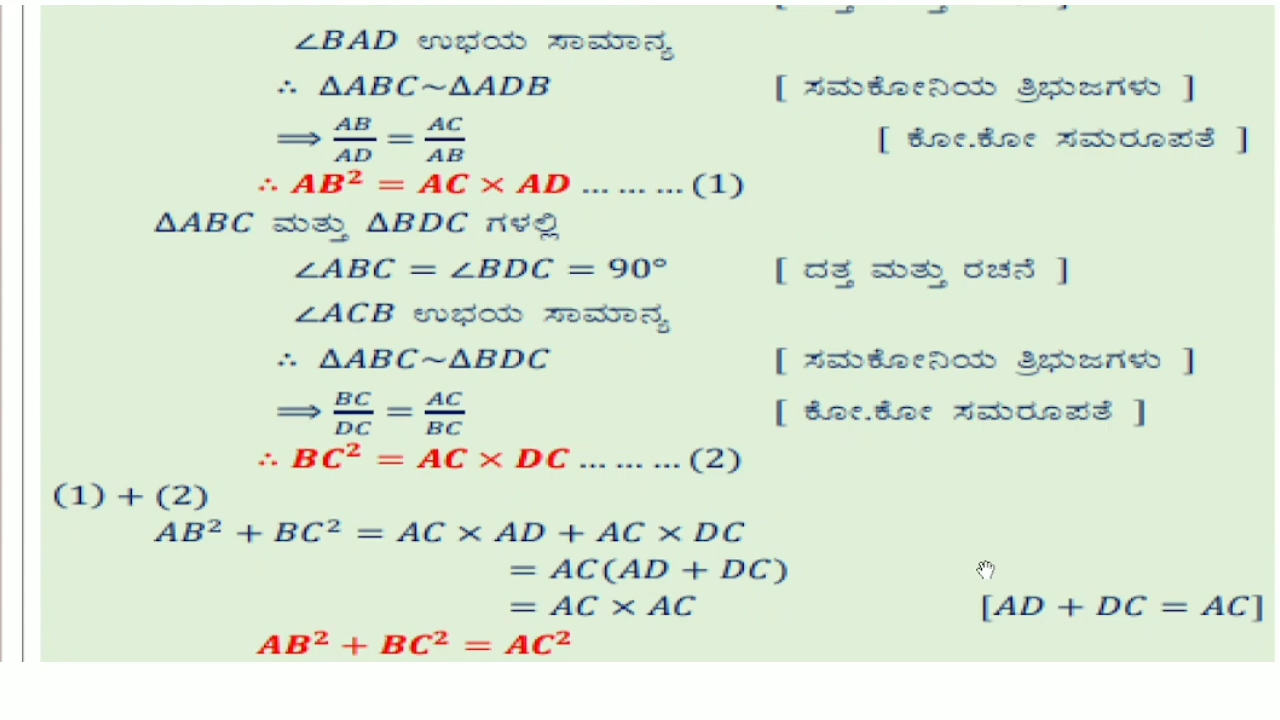 ∠BAD ಉಭಯ ಸಾಮಾನ್ಯ
∴ ΔABC~ΔADB [ ಸಮಕೋನಿಯ ತ್ರಿಭುಜಗಳು ]
⟹ AB/AD = AC/AB [ ಕೋ.ಕೋ ಸಮರೂಪತೆ ]
∴ AB² = AC × AD … … … (1)
ΔABC ಮತ್ತು ΔBDC ಗಳಲ್ಲಿ
∠ABC = ∠BDC = 90° [ ದತ್ತ ಮತ್ತು ರಚನೆ ]
∠ACB ಉಭಯ ಸಾಮಾನ್ಯ
∴ ΔABC~ΔBDC [ ಸಮಕೋನಿಯ ತ್ರಿಭುಜಗಳು ]
⟹ BC/DC = AC/BC [ ಕೋ.ಕೋ ಸಮರೂಪತೆ ]
∴ BC² = AC × DC … … … (2)
(1) + (2)
AB² + BC² = AC × AD + AC × DC
= AC(AD + DC)
= AC × AC [AD + DC = AC]
AB² + BC² = AC²